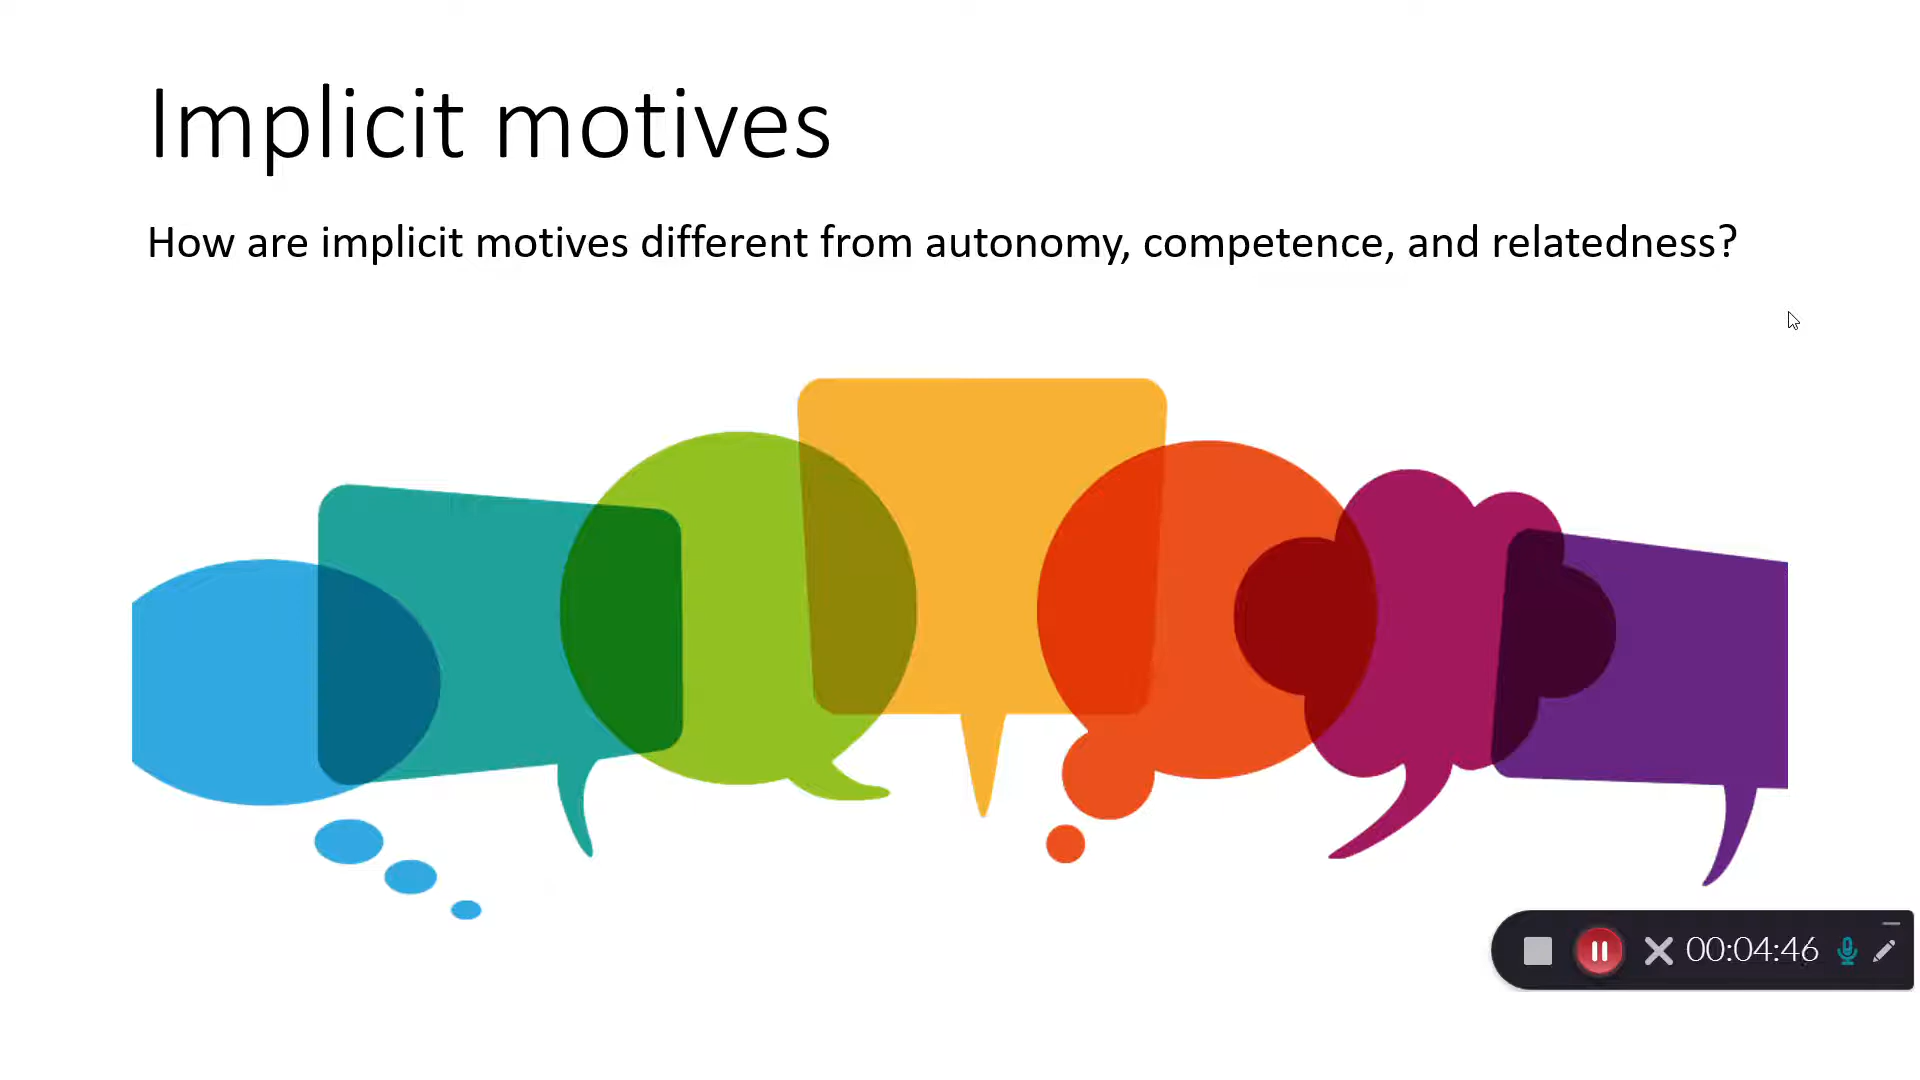 Implicit motives
How are implicit motives different from autonomy, competence, and relatedness?
00:04:46